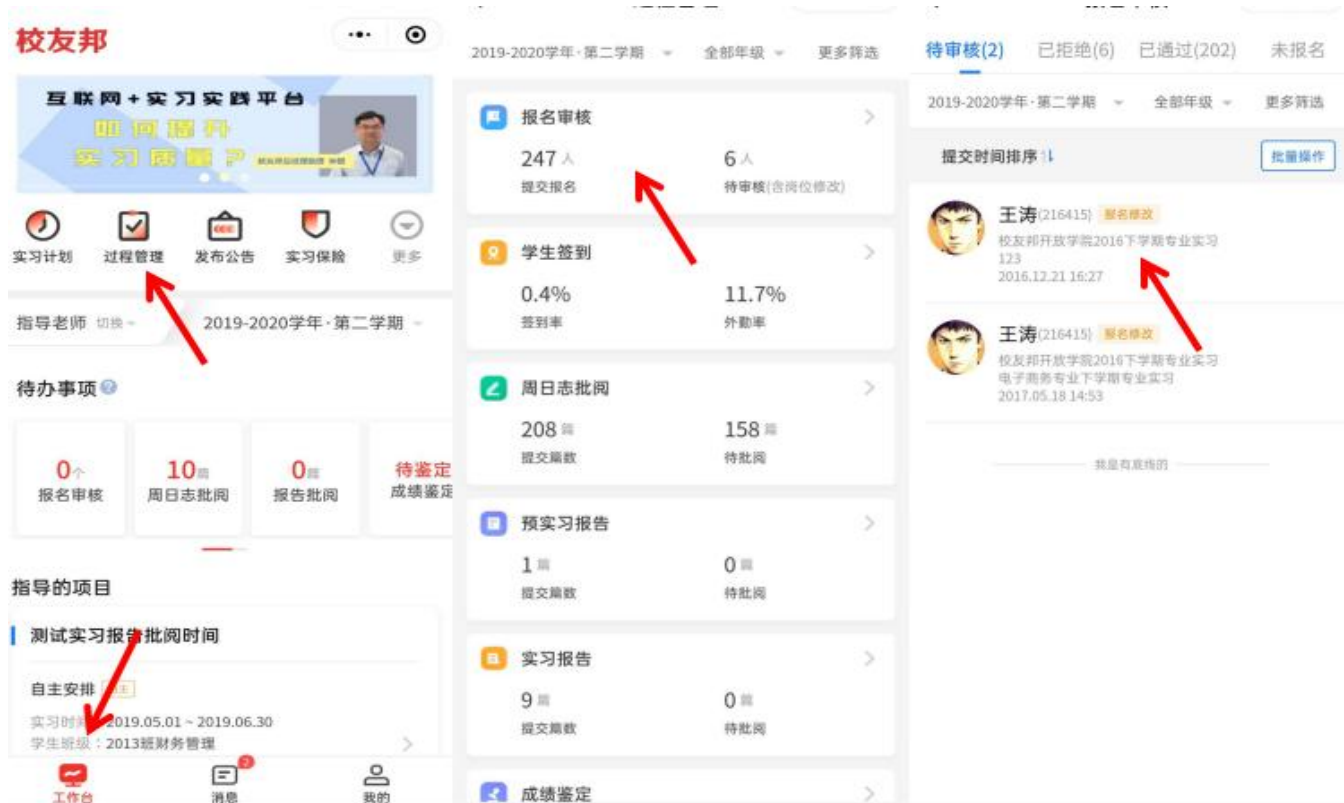 校友邦
互联网+实习实践平台
如何提升
实习质量?
实习计划
过程管理
发布公告
实习保险
更多
指导老师 切换
2019-2020学年·第二学期
待办事项
0个
报名审核
10篇
周日志批阅
0篇
报告批阅
待鉴定
成绩鉴定
指导的项目
测试实习报告批阅时间
自主安排
实习时间 2019.05.01 ~ 2019.06.30
学生班级：2013班财务管理
工作台
2
消息
我的
2019-2020学年·第二学期 全部年级 更多筛选
报名审核
247人 6人
提交报名 待审核(含岗位修改)
学生签到
0.4% 11.7%
签到率 外勤率
周日志批阅
208篇 158篇
提交篇数 待批阅
预实习报告
1篇 0篇
提交篇数 待批阅
实习报告
9篇 0篇
提交篇数 待批阅
成绩鉴定
待审核(2) 已拒绝(6) 已通过(202) 未报名
2019-2020学年·第二学期 全部年级 更多筛选
提交时间排序 批量操作
王涛(216415) 报名修改
校友邦开放学院2016下学期专业实习
123
2016.12.21 16:27
王涛(216415) 报名修改
校友邦开放学院2016下学期专业实习
电子商务专业下学期专业实习
2017.05.18 14:53
我是有底线的